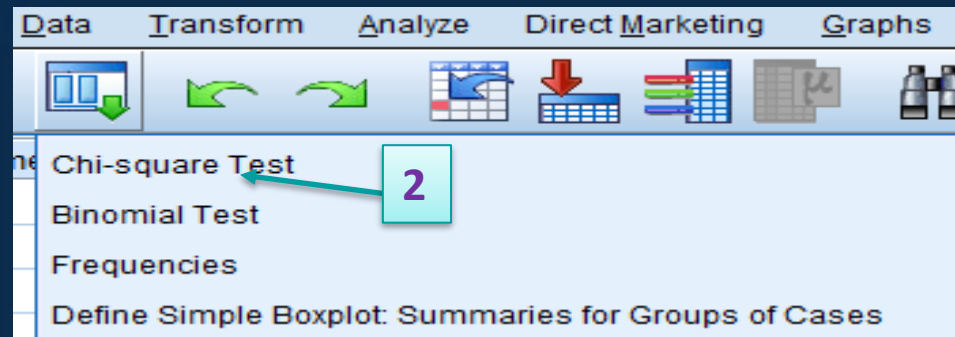 Data Transform Analyze Direct Marketing Graphs
μ
Chi-square Test
2
Binomial Test
Frequencies
Define Simple Boxplot: Summaries for Groups of Cases